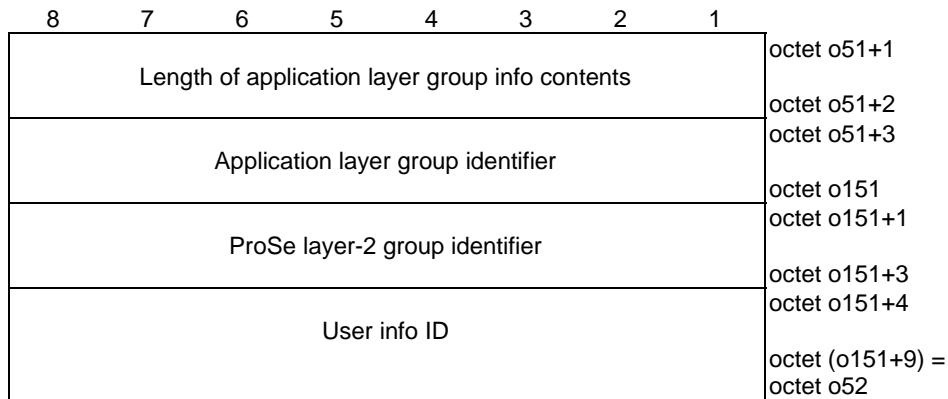 8 7 6 5 4 3 2 1
octet o51+1
Length of application layer group info contents
octet o51+2
octet o51+3
Application layer group identifier
octet o151
octet o151+1
ProSe layer-2 group identifier
octet o151+3
octet o151+4
User info ID
octet (o151+9) =
octet o52